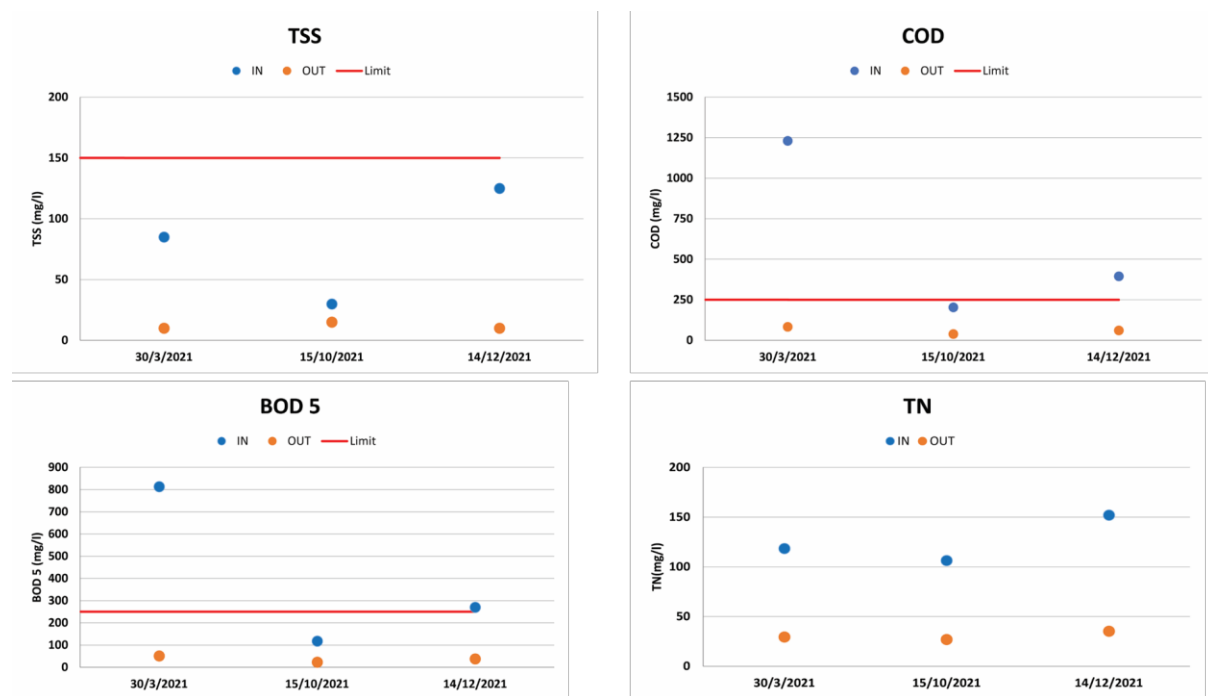 TSS
IN OUT Limit
200
150
100
50
0
TSS (mg/l)
30/3/2021 15/10/2021 14/12/2021
COD
IN OUT Limit
1500
1250
1000
750
500
250
0
COD (mg/l)
30/3/2021 15/10/2021 14/12/2021
BOD 5
IN OUT Limit
900
800
700
600
500
400
300
200
100
0
BOD 5 (mg/l)
30/3/2021 15/10/2021 14/12/2021
TN
IN OUT
200
150
100
50
0
TN(mg/l)
30/3/2021 15/10/2021 14/12/2021